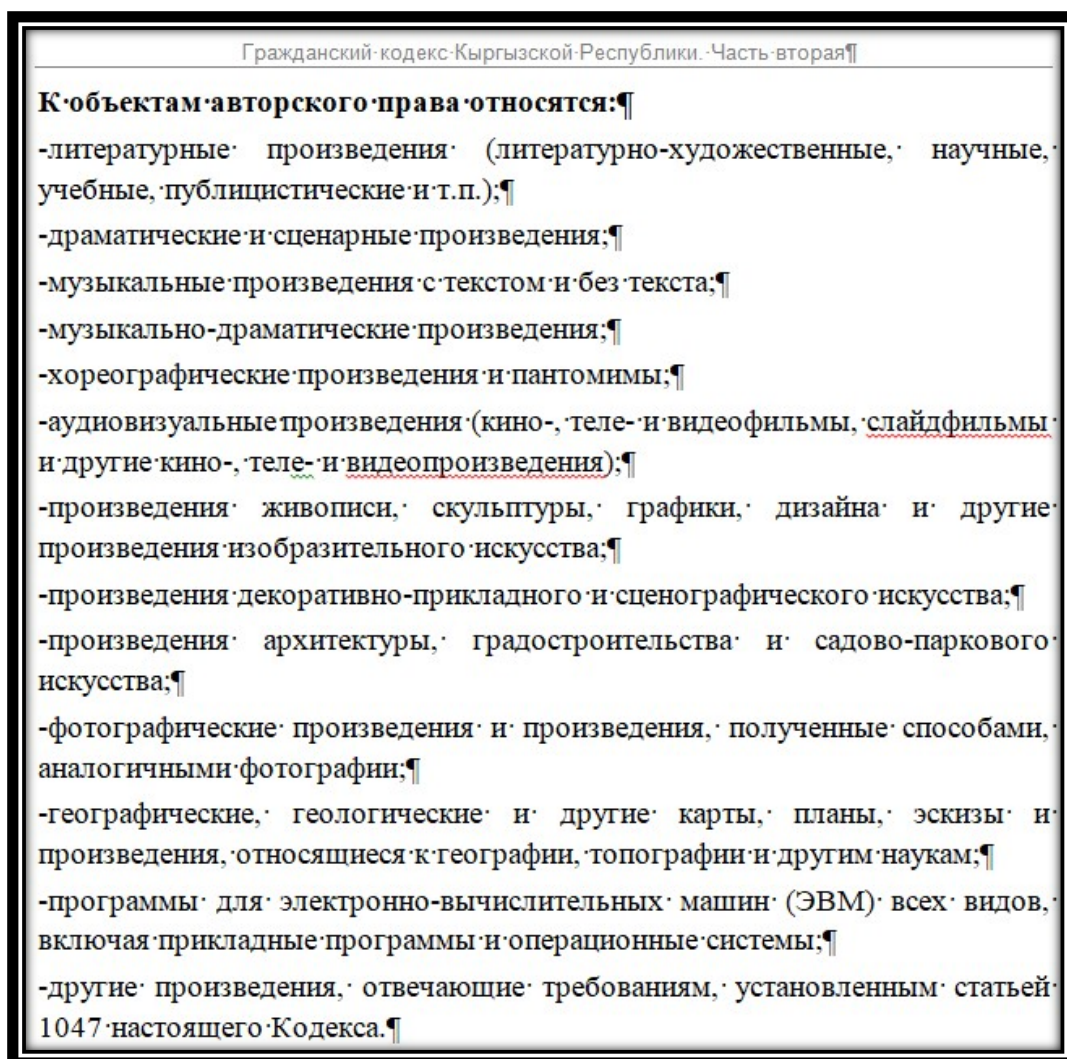 Гражданский кодекс Кыргызской Республики. Часть вторая¶
К объектам авторского права относятся:¶
-литературные произведения (литературно-художественные, научные,
учебные, публицистические и т.п.);¶
-драматические и сценарные произведения;¶
-музыкальные произведения с текстом и без текста;¶
-музыкально-драматические произведения;¶
-хореографические произведения и пантомимы;¶
-аудиовизуальные произведения (кино-, теле- и видеофильмы, слайдфильмы
и другие кино-, теле- и видеопроизведения);¶
-произведения живописи, скульптуры, графики, дизайна и другие
произведения изобразительного искусства;¶
-произведения декоративно-прикладного и сценографического искусства;¶
-произведения архитектуры, градостроительства и садово-паркового
искусства;¶
-фотографические произведения и произведения, полученные способами,
аналогичными фотографии;¶
-географические, геологические и другие карты, планы, эскизы и
произведения, относящиеся к географии, топографии и другим наукам;¶
-программы для электронно-вычислительных машин (ЭВМ) всех видов,
включая прикладные программы и операционные системы;¶
-другие произведения, отвечающие требованиям, установленным статьей
1047 настоящего Кодекса.¶